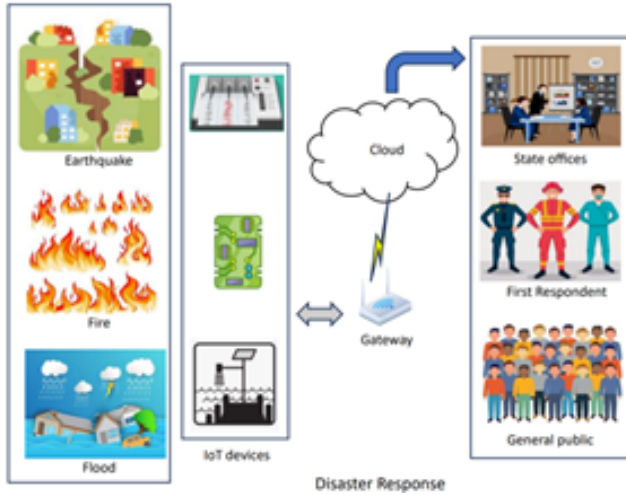 Earthquake
Fire
Flood
IoT devices
Cloud
Gateway
State offices
First Respondent
General public
Disaster Response